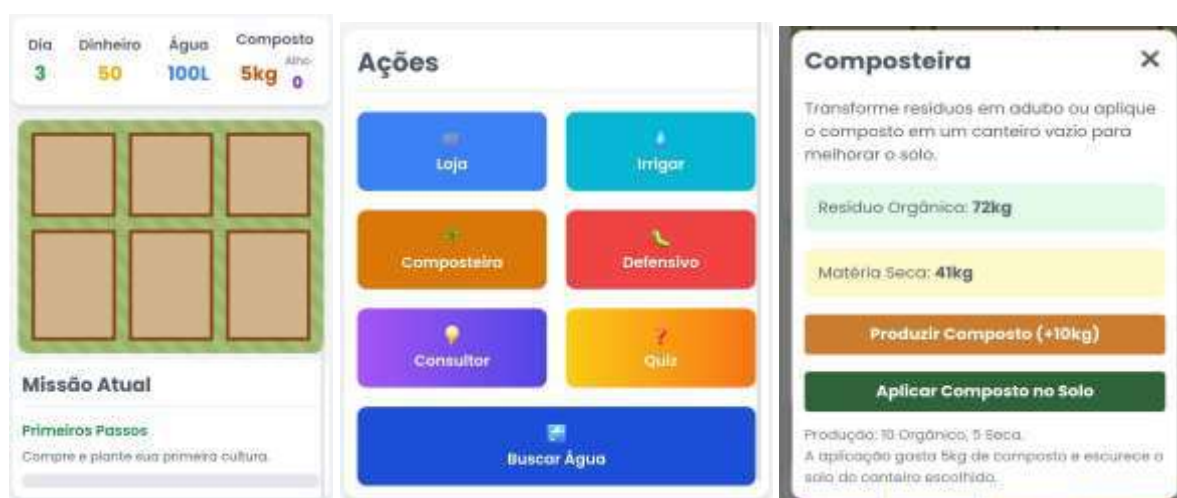 Dia Dinheiro Água Composto
Alho
3 50 100L 5kg 0
Missão Atual
Primeiros Passos
Compre e plante sua primeira cultura.
Ações
Loja Irrigar
Composteira Defensivo
Consultor Quiz
Buscar Água
Composteira ×
Transforme resíduos em adubo ou aplique
o composto em um canteiro vazio para
melhorar o solo.
Resíduo Orgânico: 72kg
Matéria Seca: 41kg
Produzir Composto (+10kg)
Aplicar Composto no Solo
Produção: 10 Orgânico, 5 Seca.
A aplicação gasta 5kg de composto e escurece o
solo do canteiro escolhido.